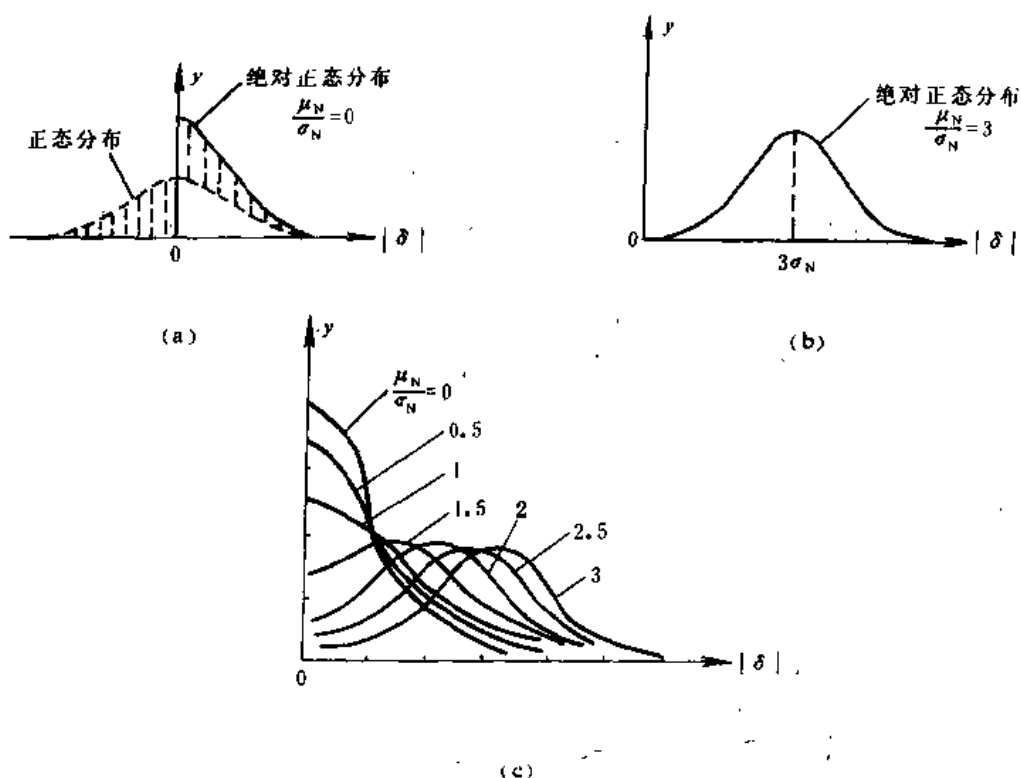 y
绝对正态分布
μN/σN=0
正态分布
0
|δ|
(a)
y
绝对正态分布
μN/σN=3
0
3σN
|δ|
(b)
y
μN/σN=0
0.5
1
1.5
2
2.5
3
0
|δ|
(c)